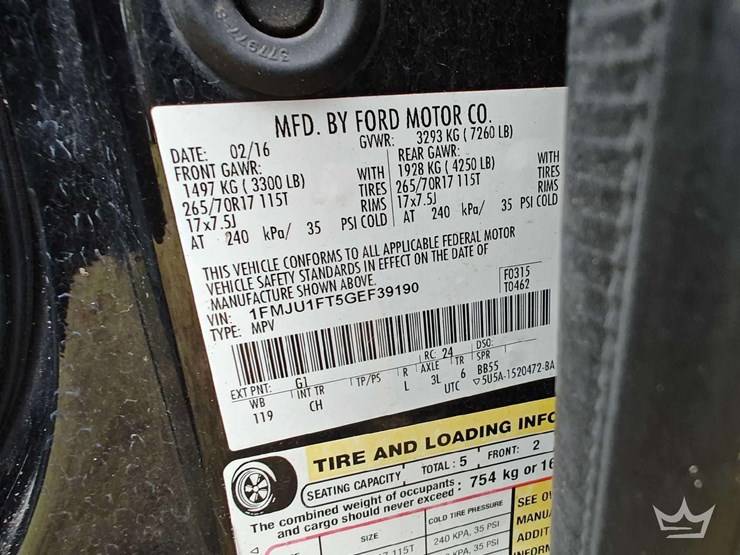 MFD. BY FORD MOTOR CO.
DATE: 02/16 GVWR: 3293 KG ( 7260 LB)
FRONT GAWR: REAR GAWR:
1497 KG ( 3300 LB) WITH 1928 KG ( 4250 LB) WITH
265/70R17 115T TIRES 265/70R17 115T TIRES
17x7.5J RIMS 17x7.5J RIMS
AT 240 kPa/ 35 PSI COLD AT 240 kPa/ 35 PSI COLD
THIS VEHICLE CONFORMS TO ALL APPLICABLE FEDERAL MOTOR
VEHICLE SAFETY STANDARDS IN EFFECT ON THE DATE OF
MANUFACTURE SHOWN ABOVE.
VIN: 1FMJU1FT5GEF39190 F0315
TYPE: MPV T0462
EXT PNT: G1 RC: 24 DSO:
WB INT TR TP/PS R AXLE TR SPR
119 CH L 3L 6 BB55
UTC 5U5A-1520472-BA
TIRE AND LOADING INFO
SEATING CAPACITY TOTAL: 5 FRONT: 2
The combined weight of occupants
and cargo should never exceed : 754 kg or 16
SIZE COLD TIRE PRESSURE SEE
115T 240 KPA, 35 PSI MANU
KPA, 35 PSI ADDIT
INFORM